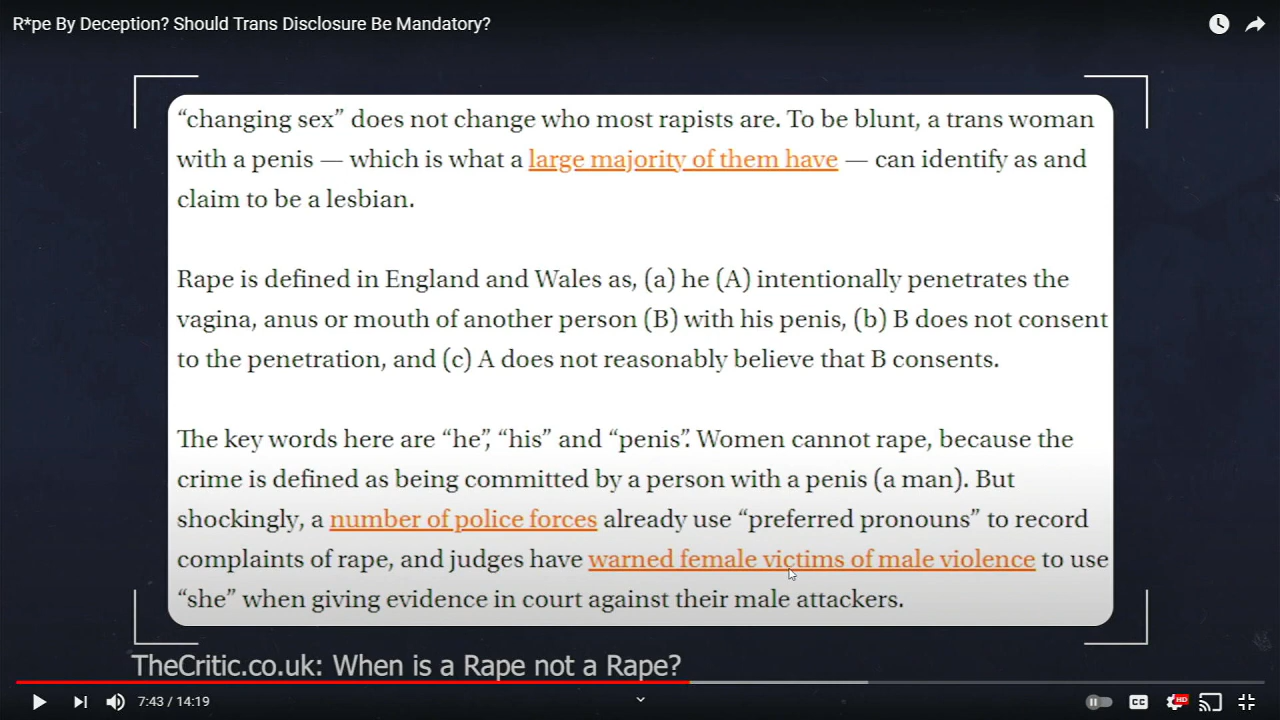 R*pe By Deception? Should Trans Disclosure Be Mandatory?
“changing sex” does not change who most rapists are. To be blunt, a trans woman
with a penis — which is what a large majority of them have — can identify as and
claim to be a lesbian.
Rape is defined in England and Wales as, (a) he (A) intentionally penetrates the
vagina, anus or mouth of another person (B) with his penis, (b) B does not consent
to the penetration, and (c) A does not reasonably believe that B consents.
The key words here are “he”, “his” and “penis”. Women cannot rape, because the
crime is defined as being committed by a person with a penis (a man). But
shockingly, a number of police forces already use “preferred pronouns” to record
complaints of rape, and judges have warned female victims of male violence to use
“she” when giving evidence in court against their male attackers.
TheCritic.co.uk: When is a Rape not a Rape?
7:43 / 14:19
CC
HD